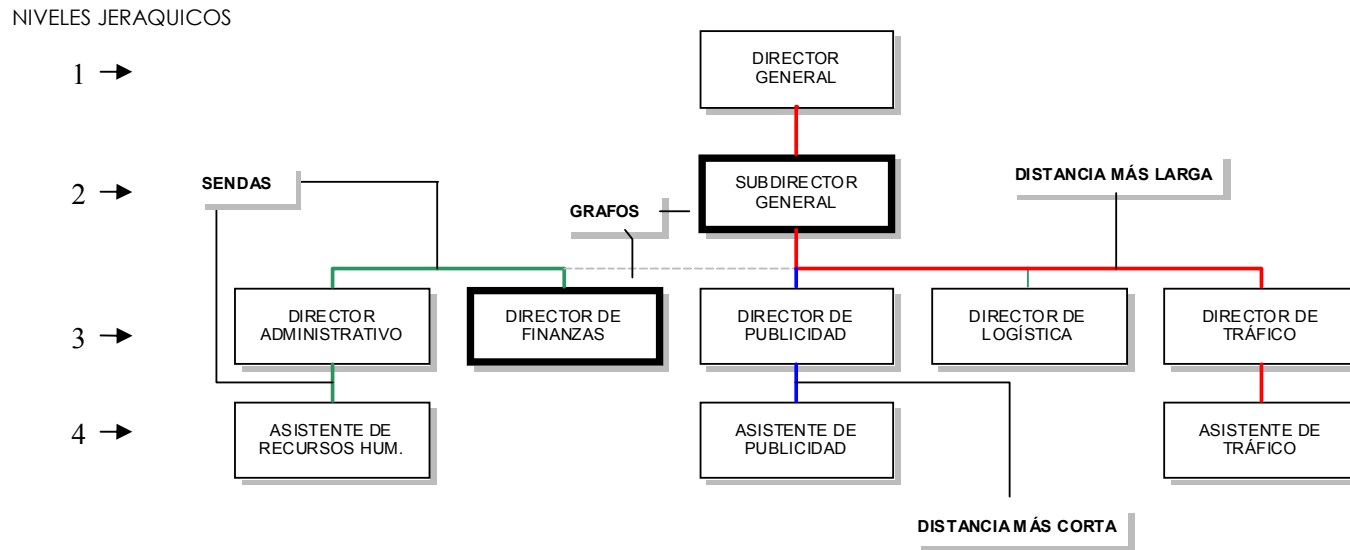 NIVELES JERAQUICOS
1
DIRECTOR
GENERAL
2
SENDAS
GRAFOS
SUBDIRECTOR
GENERAL
DISTANCIA MÁS LARGA
3
DIRECTOR
ADMINISTRATIVO
DIRECTOR DE
FINANZAS
DIRECTOR DE
PUBLICIDAD
DIRECTOR DE
LOGÍSTICA
DIRECTOR DE
TRÁFICO
4
ASISTENTE DE
RECURSOS HUM.
ASISTENTE DE
PUBLICIDAD
ASISTENTE DE
TRÁFICO
DISTANCIA MÁS CORTA